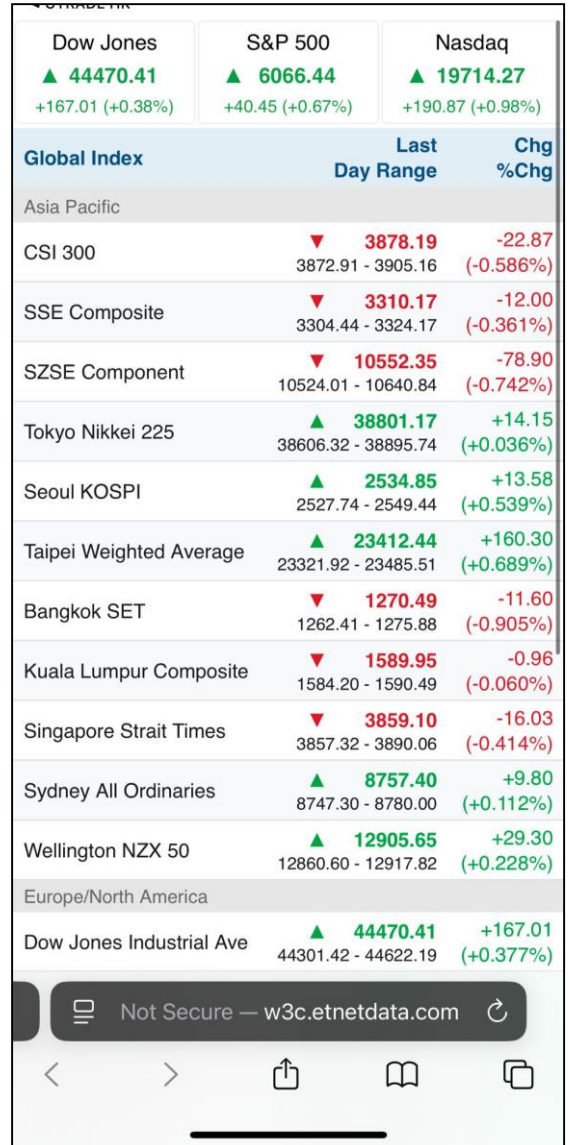 Dow Jones S&P 500 Nasdaq
▲ 44470.41 ▲ 6066.44 ▲ 19714.27
+167.01 (+0.38%) +40.45 (+0.67%) +190.87 (+0.98%)
Global Index Last Chg
Day Range %Chg
Asia Pacific
CSI 300 ▼ 3878.19 -22.87
3872.91 - 3905.16 (-0.586%)
SSE Composite ▼ 3310.17 -12.00
3304.44 - 3324.17 (-0.361%)
SZSE Component ▼ 10552.35 -78.90
10524.01 - 10640.84 (-0.742%)
Tokyo Nikkei 225 ▲ 38801.17 +14.15
38606.32 - 38895.74 (+0.036%)
Seoul KOSPI ▲ 2534.85 +13.58
2527.74 - 2549.44 (+0.539%)
Taipei Weighted Average ▲ 23412.44 +160.30
23321.92 - 23485.51 (+0.689%)
Bangkok SET ▼ 1270.49 -11.60
1262.41 - 1275.88 (-0.905%)
Kuala Lumpur Composite ▼ 1589.95 -0.96
1584.20 - 1590.49 (-0.060%)
Singapore Strait Times ▼ 3859.10 -16.03
3857.32 - 3890.06 (-0.414%)
Sydney All Ordinaries ▲ 8757.40 +9.80
8747.30 - 8780.00 (+0.112%)
Wellington NZX 50 ▲ 12905.65 +29.30
12860.60 - 12917.82 (+0.228%)
Europe/North America
Dow Jones Industrial Ave ▲ 44470.41 +167.01
44301.42 - 44622.19 (+0.377%)
Not Secure — w3c.etnetdata.com